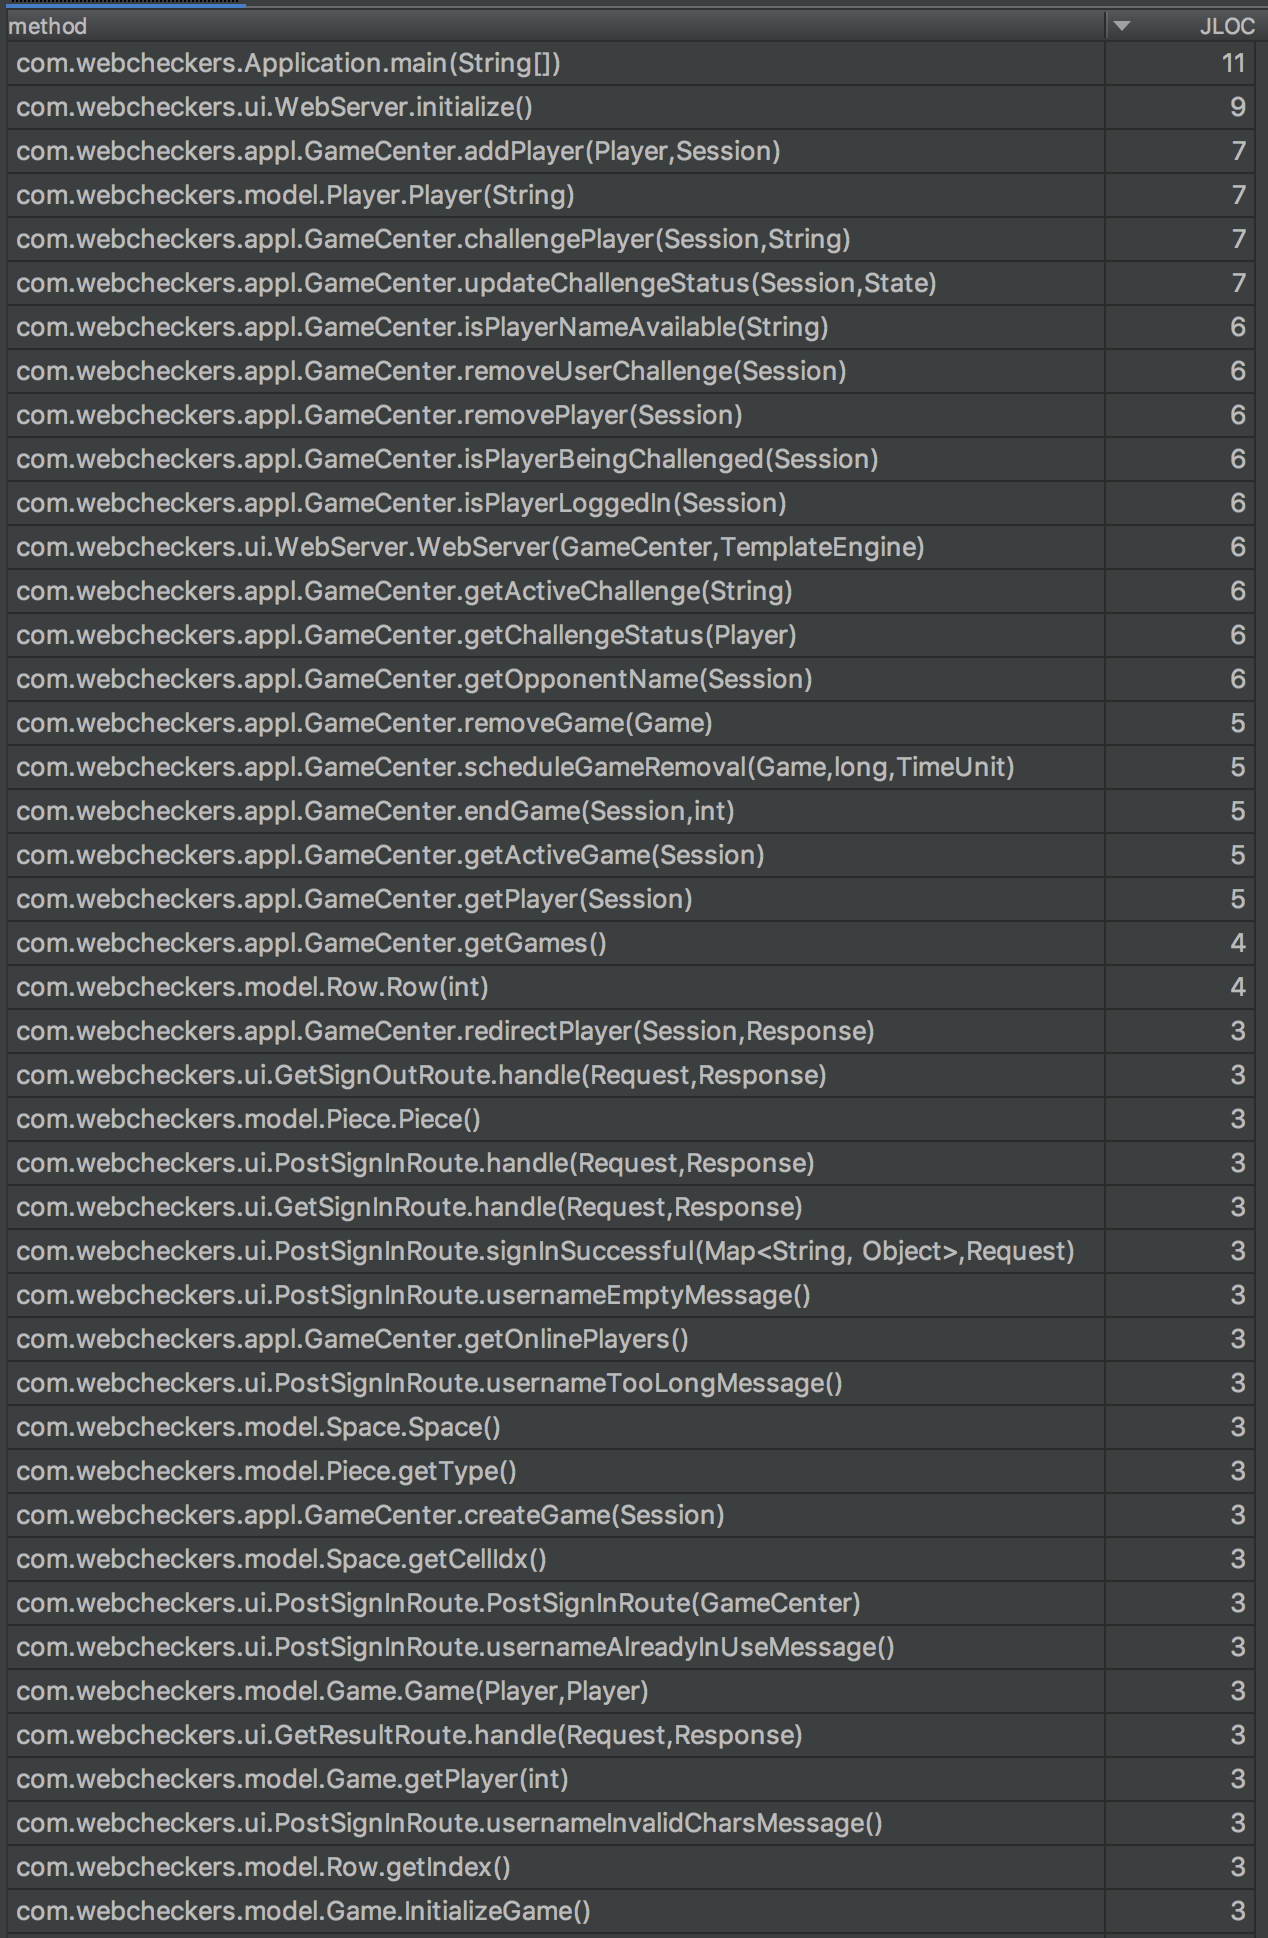 method JLOC
com.webcheckers.Application.main(String[]) 11
com.webcheckers.ui.WebServer.initialize() 9
com.webcheckers.appl.GameCenter.addPlayer(Player,Session) 7
com.webcheckers.model.Player.Player(String) 7
com.webcheckers.appl.GameCenter.challengePlayer(Session,String) 7
com.webcheckers.appl.GameCenter.updateChallengeStatus(Session,State) 7
com.webcheckers.appl.GameCenter.isPlayerNameAvailable(String) 6
com.webcheckers.appl.GameCenter.removeUserChallenge(Session) 6
com.webcheckers.appl.GameCenter.removePlayer(Session) 6
com.webcheckers.appl.GameCenter.isPlayerBeingChallenged(Session) 6
com.webcheckers.appl.GameCenter.isPlayerLoggedIn(Session) 6
com.webcheckers.ui.WebServer.WebServer(GameCenter,TemplateEngine) 6
com.webcheckers.appl.GameCenter.getActiveChallenge(String) 6
com.webcheckers.appl.GameCenter.getChallengeStatus(Player) 6
com.webcheckers.appl.GameCenter.getOpponentName(Session) 6
com.webcheckers.appl.GameCenter.removeGame(Game) 5
com.webcheckers.appl.GameCenter.scheduleGameRemoval(Game,long,TimeUnit) 5
com.webcheckers.appl.GameCenter.endGame(Session,int) 5
com.webcheckers.appl.GameCenter.getActiveGame(Session) 5
com.webcheckers.appl.GameCenter.getPlayer(Session) 5
com.webcheckers.appl.GameCenter.getGames() 4
com.webcheckers.model.Row.Row(int) 4
com.webcheckers.appl.GameCenter.redirectPlayer(Session,Response) 3
com.webcheckers.ui.GetSignOutRoute.handle(Request,Response) 3
com.webcheckers.model.Piece.Piece() 3
com.webcheckers.ui.PostSignInRoute.handle(Request,Response) 3
com.webcheckers.ui.GetSignInRoute.handle(Request,Response) 3
com.webcheckers.ui.PostSignInRoute.signInSuccessful(Map<String, Object>,Request) 3
com.webcheckers.ui.PostSignInRoute.usernameEmptyMessage() 3
com.webcheckers.appl.GameCenter.getOnlinePlayers() 3
com.webcheckers.ui.PostSignInRoute.usernameTooLongMessage() 3
com.webcheckers.model.Space.Space() 3
com.webcheckers.model.Piece.getType() 3
com.webcheckers.appl.GameCenter.createGame(Session) 3
com.webcheckers.model.Space.getCellIdx() 3
com.webcheckers.ui.PostSignInRoute.PostSignInRoute(GameCenter) 3
com.webcheckers.ui.PostSignInRoute.usernameAlreadyInUseMessage() 3
com.webcheckers.model.Game.Game(Player,Player) 3
com.webcheckers.ui.GetResultRoute.handle(Request,Response) 3
com.webcheckers.model.Game.getPlayer(int) 3
com.webcheckers.ui.PostSignInRoute.usernameInvalidCharsMessage() 3
com.webcheckers.model.Row.getIndex() 3
com.webcheckers.model.Game.InitializeGame() 3